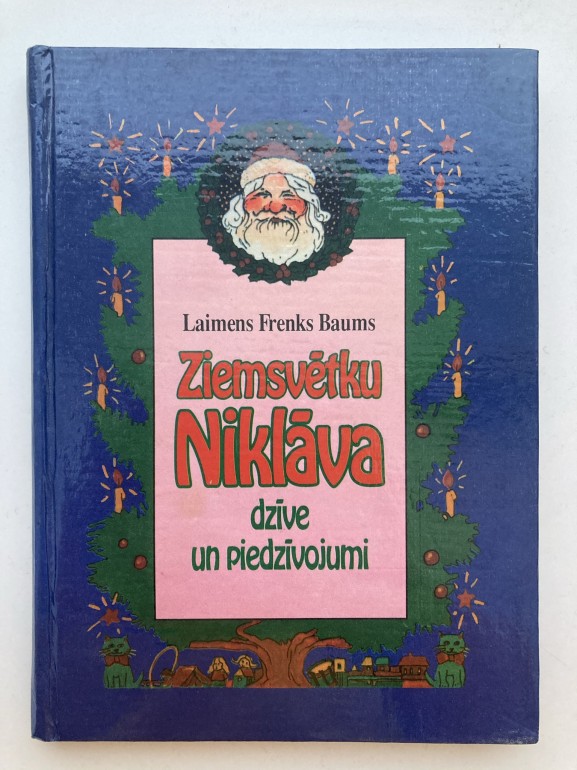 Laimens Frenks Baums
Ziemsvētku
Niklāva
dzīve
un piedzīvojumi